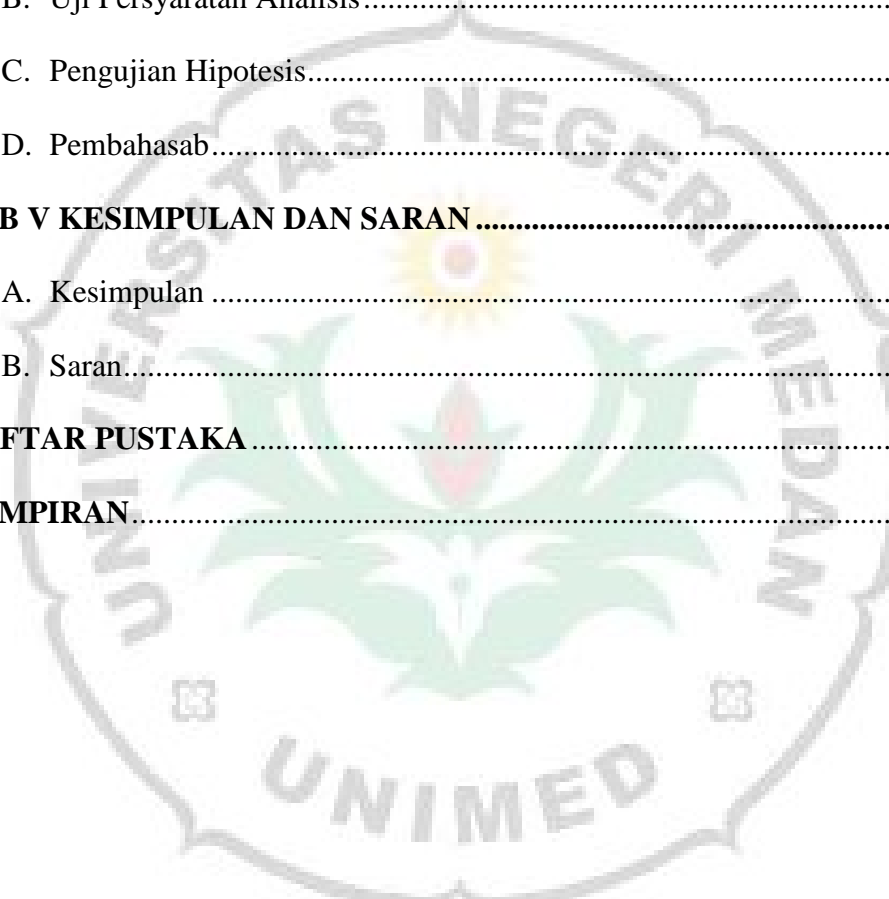 B. Uji Persyaratan Analisis
C. Pengujian Hipotesis
D. Pembahasab
B V KESIMPULAN DAN SARAN
A. Kesimpulan
B. Saran
FTAR PUSTAKA
MPIRAN
UNIVERSITAS NEGERI MEDAN
UNIMED